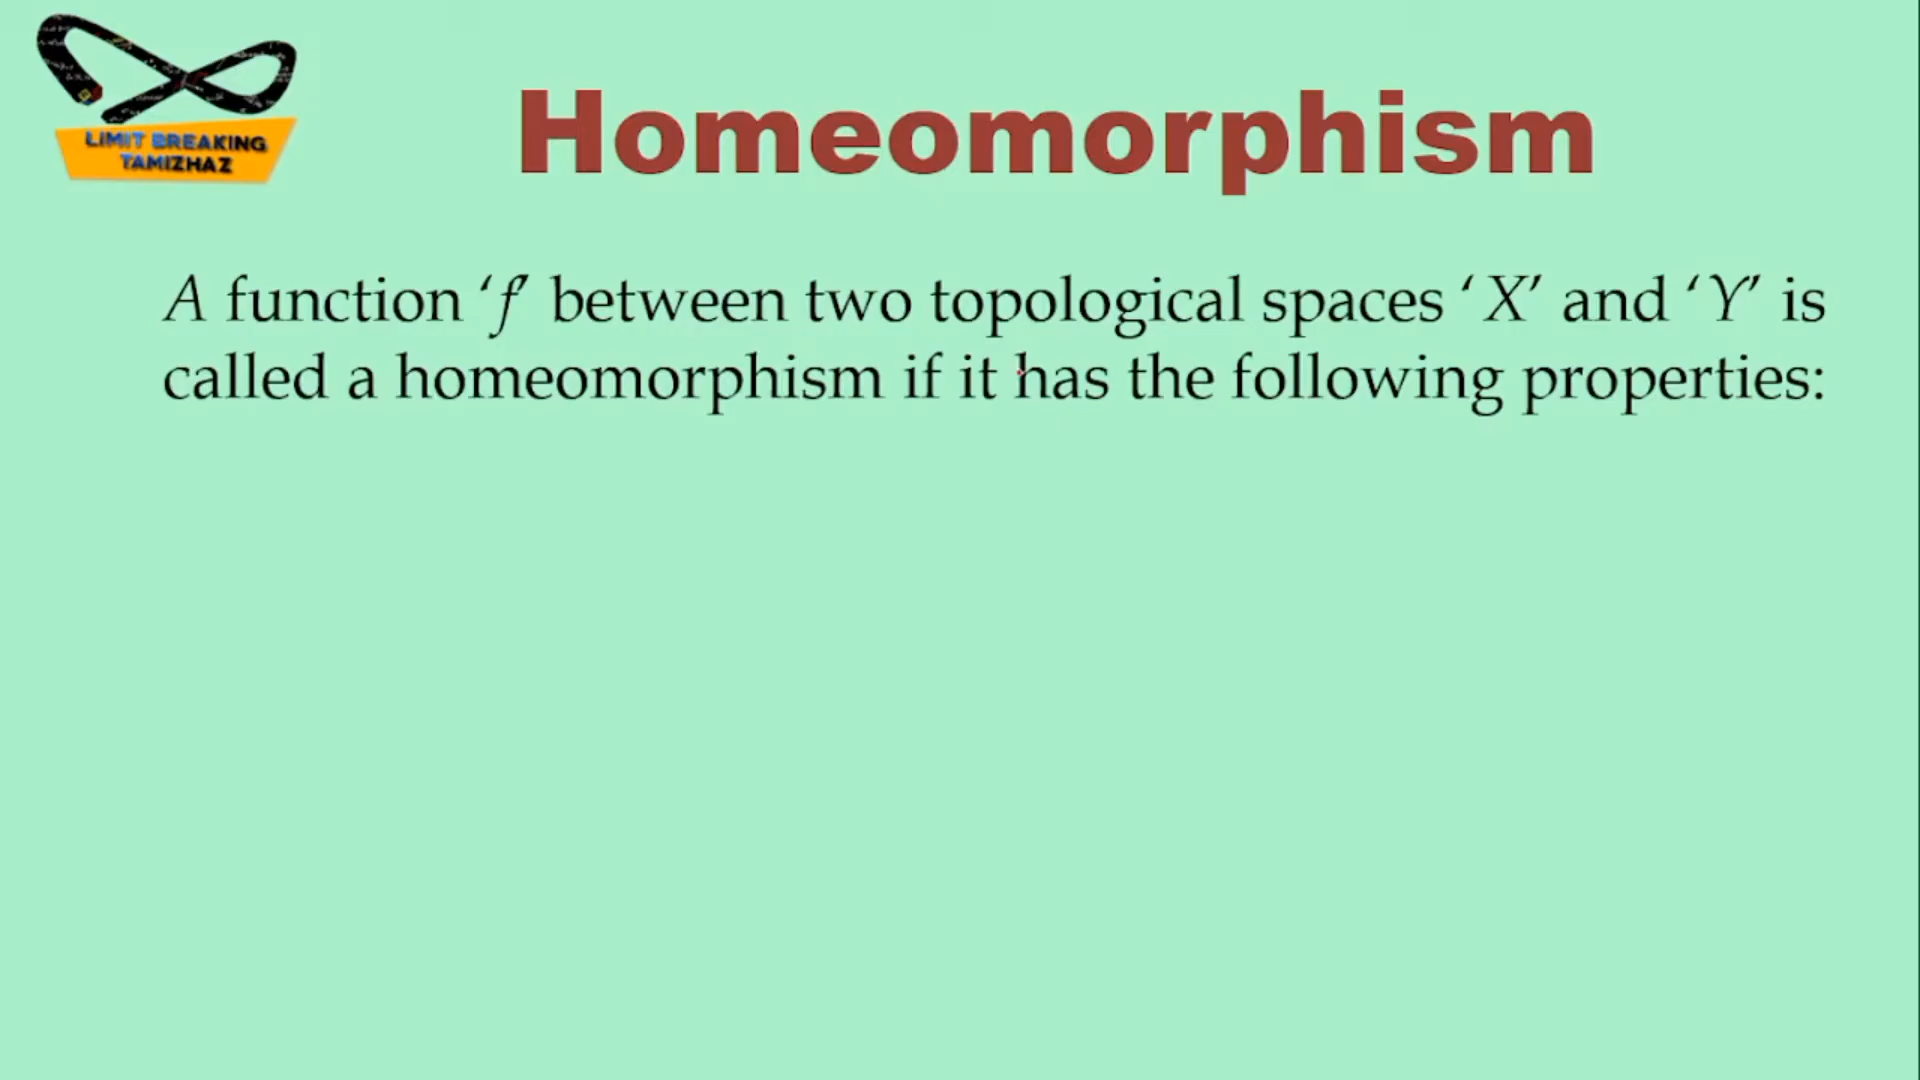 LIMIT BREAKING
TAMIZHAZ
Homeomorphism
A function ‘f’ between two topological spaces ‘X’ and ‘Y’ is
called a homeomorphism if it has the following properties: